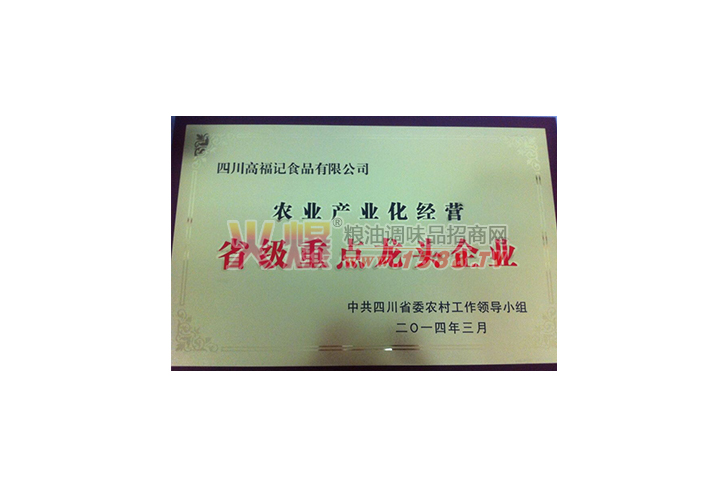 四川高福记食品有限公司
农业产业化经营
火爆®粮油调味品招商网
省级重点龙头企业
中共四川省委农村工作领导小组
二〇一四年三月